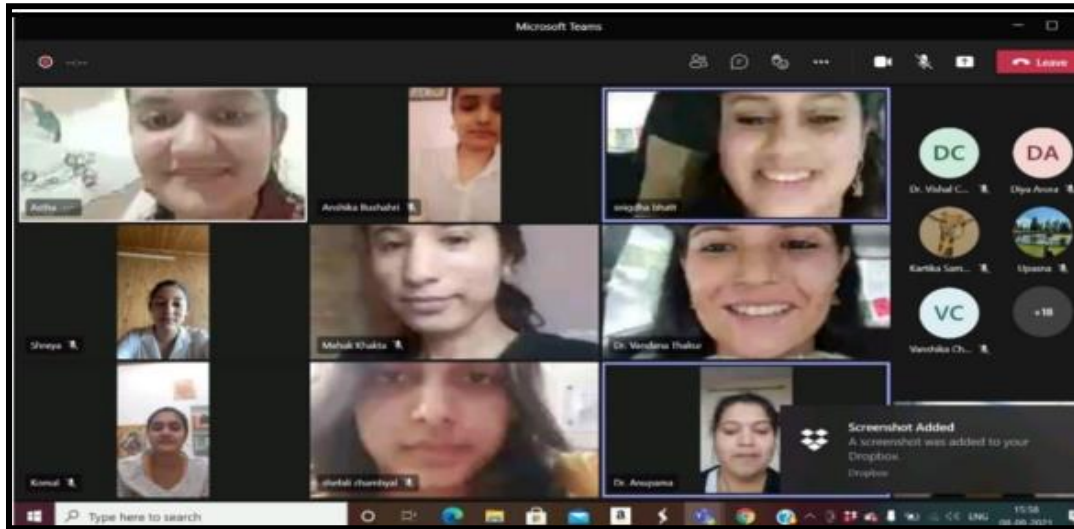 Microsoft Teams
Leave
Astha
Anshika Bushahri
snigdha bhatt
DC
DA
Dr. Vishal C...
Diya Arora
Shreya
Mehak Khakta
Dr. Vandana Thakur
Kartika Sam...
Upasna
VC
+18
Vanshika Ch...
Komal
shefali chambyal
Dr. Anupama
Screenshot Added
A screenshot was added to your
Dropbox.
Dropbox
Type here to search
a
ENG
15:58